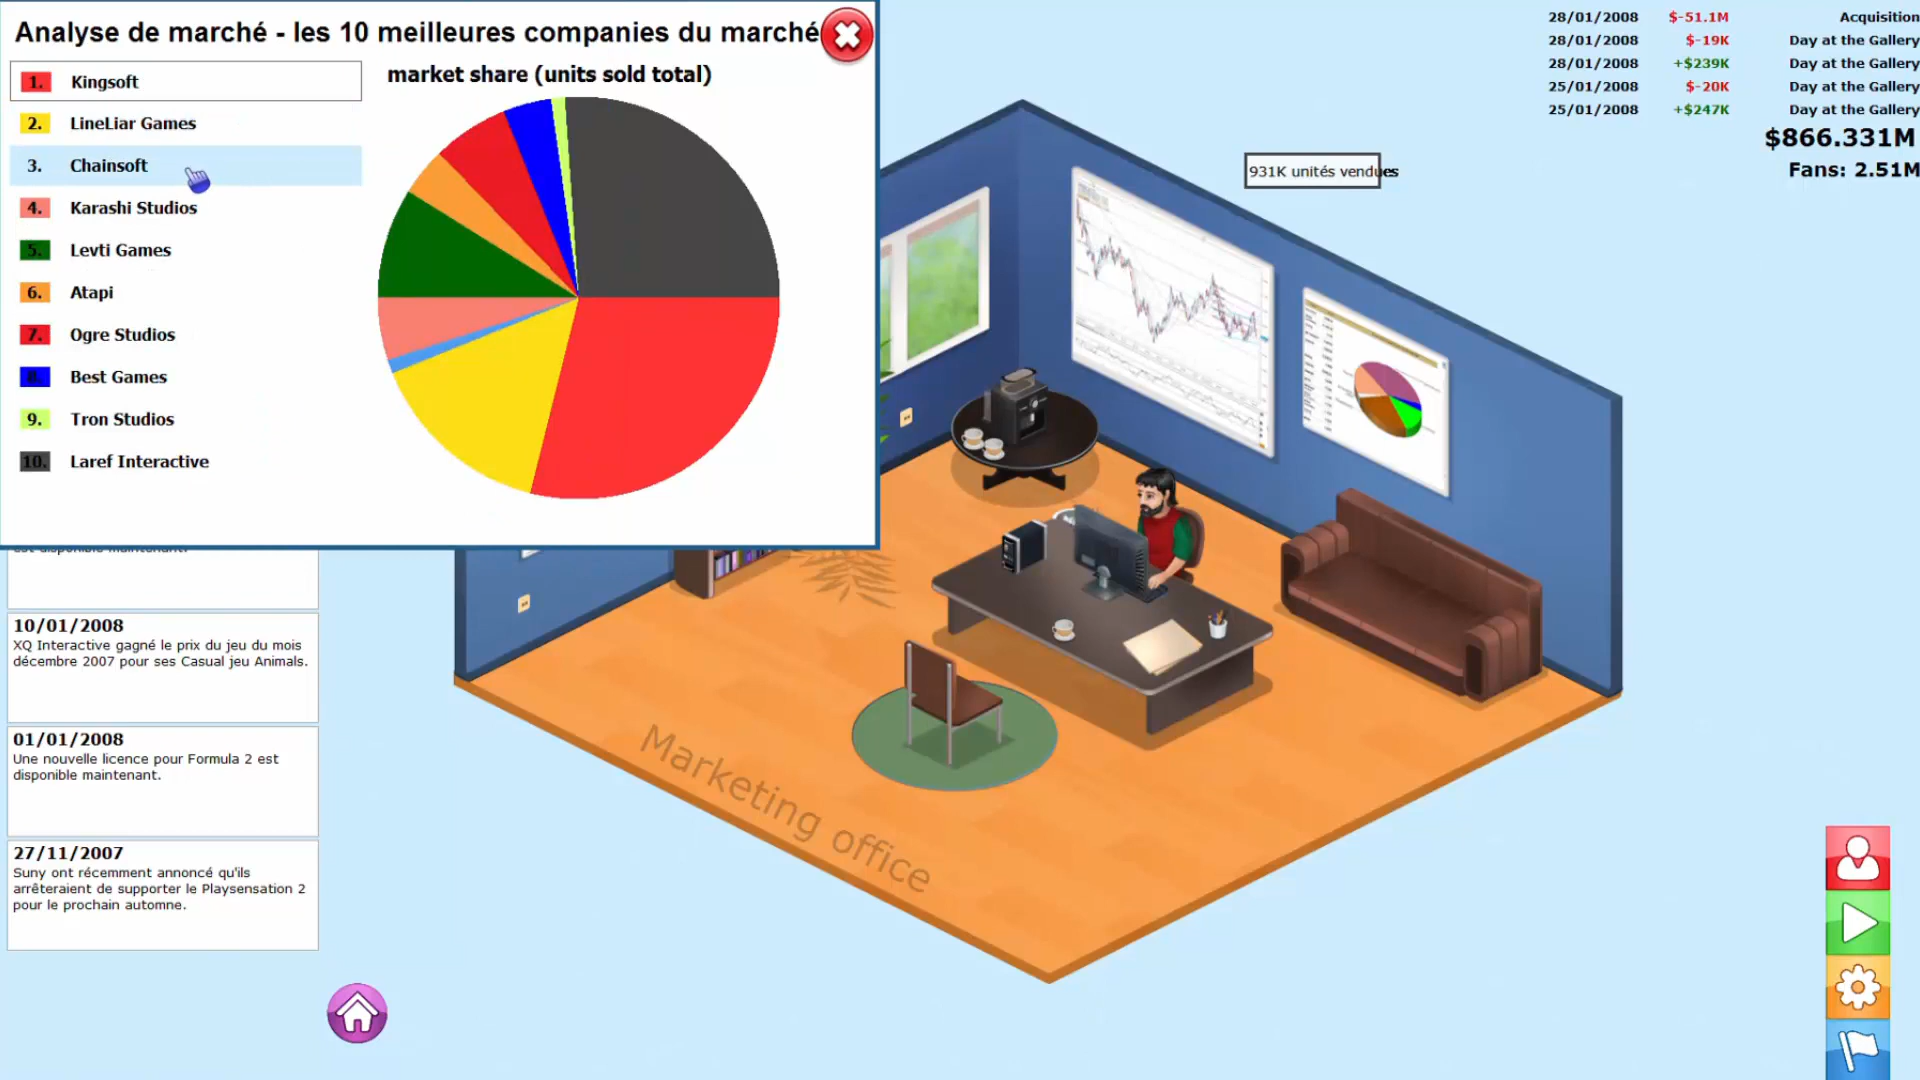 Analyse de marché - les 10 meilleures companies du marché
market share (units sold total)
1. Kingsoft
2. LineLiar Games
3. Chainsoft
4. Karashi Studios
5. Levti Games
6. Atapi
7. Ogre Studios
8. Best Games
9. Tron Studios
10. Laref Interactive
28/01/2008 $-51.1M Acquisition
28/01/2008 $-19K Day at the Gallery
28/01/2008 +$239K Day at the Gallery
25/01/2008 $-20K Day at the Gallery
25/01/2008 +$247K Day at the Gallery
$866.331M
Fans: 2.51M
931K unités vendues
est disponible maintenant.
10/01/2008
XQ Interactive gagné le prix du jeu du mois
décembre 2007 pour ses Casual jeu Animals.
01/01/2008
Une nouvelle licence pour Formula 2 est
disponible maintenant.
27/11/2007
Suny ont récemment annoncé qu'ils
arrêteraient de supporter le Playsensation 2
pour le prochain automne.
Marketing office